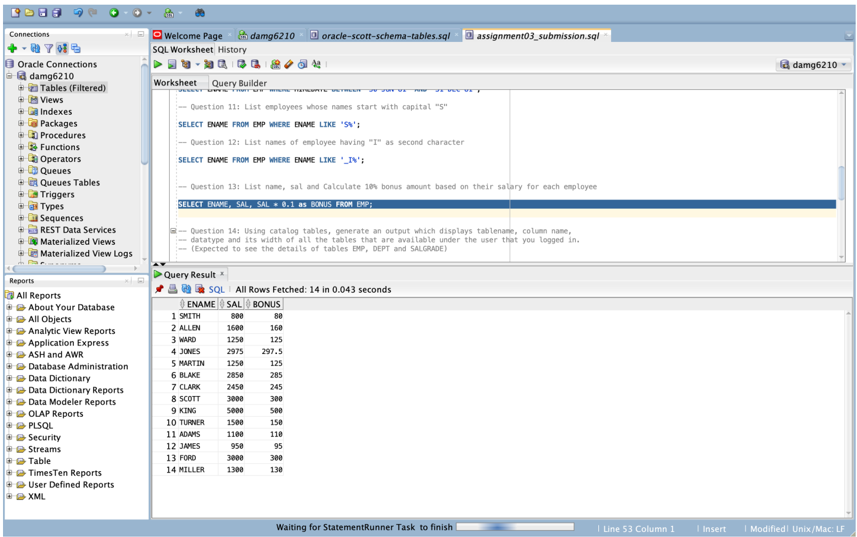 Connections
Welcome Page
damg6210
oracle-scott-schema-tables.sql
assignment03_submission.sql
SQL Worksheet History
damg6210
Worksheet Query Builder
Oracle Connections
damg6210
Tables (Filtered)
Views
Indexes
Packages
Procedures
Functions
Operators
Queues
Queues Tables
Triggers
Types
Sequences
REST Data Services
Materialized Views
Materialized View Logs
-- Question 11: List employees whose names start with capital "S"
SELECT ENAME FROM EMP WHERE ENAME LIKE 'S%';
-- Question 12: List names of employee having "I" as second character
SELECT ENAME FROM EMP WHERE ENAME LIKE '_I%';
-- Question 13: List name, sal and Calculate 10% bonus amount based on their salary for each employee
SELECT ENAME, SAL, SAL * 0.1 as BONUS FROM EMP;
-- Question 14: Using catalog tables, generate an output which displays tablename, column name,
-- datatype and its width of all the tables that are available under the user that you logged in.
-- (Expected to see the details of tables EMP, DEPT and SALGRADE)
Reports
All Reports
About Your Database
All Objects
Analytic View Reports
Application Express
ASH and AWR
Database Administration
Data Dictionary
Data Dictionary Reports
Data Modeler Reports
OLAP Reports
PLSQL
Security
Streams
Table
TimesTen Reports
User Defined Reports
XML
Query Result
SQL | All Rows Fetched: 14 in 0.043 seconds
ENAME SAL BONUS
1 SMITH 800 80
2 ALLEN 1600 160
3 WARD 1250 125
4 JONES 2975 297.5
5 MARTIN 1250 125
6 BLAKE 2850 285
7 CLARK 2450 245
8 SCOTT 3000 300
9 KING 5000 500
10 TURNER 1500 150
11 ADAMS 1100 110
12 JAMES 950 95
13 FORD 3000 300
14 MILLER 1300 130
Waiting for StatementRunner Task to finish
| Line 53 Column 1 | Insert | Modified | Unix/Mac: LF